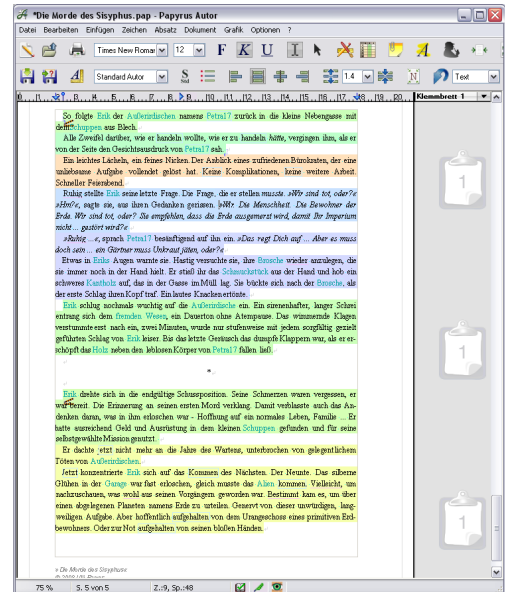 *Die Morde des Sisyphus.pap - Papyrus Autor
Datei Bearbeiten Einfügen Zeichen Absatz Dokument Grafik Optionen ?
Times New Roman 12 F K U
Standard Autor S 1.4 N Text
Klemmbrett 1
So folgte Erik der Außerirdischen namens Petra17 zurück in die kleine Nebengasse mit
dem Schuppen aus Blech.
Alle Zweifel darüber, wie er handeln wollte, wie er zu handeln hätte, vergingen ihm, als er
von der Seite den Gesichtsausdruck von Petra17 sah.
Ein leichtes Lächeln, ein feines Nicken. Der Anblick eines zufriedenen Bürokraten, der eine
unliebsame Aufgabe vollendet gelöst hat. Keine Komplikationen, keine weitere Arbeit.
Schneller Feierabend.
Ruhig stellte Erik seine letzte Frage. Die Frage, die er stellen musste. »Wir sind tot, oder?«
»Hm?«, sagte sie, aus ihren Gedanken gerissen. »Wir. Die Menschheit. Die Bewohner der
Erde. Wir sind tot, oder? Sie empfehlen, dass die Erde ausgemerzt wird, damit Ihr Imperium
nicht ... gestört wird?«
»Ruhig ...«, sprach Petra17 besänftigend auf ihn ein. »Das regt Dich auf ... Aber es muss
doch sein ... ein Gärtner muss Unkraut jäten, oder?«
Etwas in Eriks Augen warnte sie. Hastig versuchte sie, ihre Brosche wieder anzulegen, die
sie immer noch in der Hand hielt. Er stieß ihr das Schmuckstück aus der Hand und hob ein
schweres Kantholz auf, das in der Gasse im Müll lag. Sie bückte sich nach der Brosche, als
der erste Schlag ihren Kopf traf. Ein lautes Knacken ertönte.
Erik schlug nochmals wuchtig auf die Außerirdische ein. Ein sirenenhafter, langer Schrei
entrang sich dem fremden Wesen, ein Dauerton ohne Atempause. Das wimmernde Klagen
verstummte erst nach ein, zwei Minuten, wurde nur stufenweise mit jedem sorgfältig gezielt
geführten Schlag von Erik leiser. Bis das letzte Geräusch das dumpfe Klappern war, als er er-
schöpft das Holz neben den leblosen Körper von Petra17 fallen ließ.
*
Erik drehte sich in die endgültige Schussposition. Seine Schmerzen waren vergessen, er
war bereit. Die Erinnerung an seinen ersten Mord verklang. Damit verblasste auch das An-
denken daran, was in ihm erloschen war - Hoffnung auf ein normales Leben, Familie ... Er
hatte ausreichend Geld und Ausrüstung in dem kleinen Schuppen gefunden und für seine
selbstgewählte Mission genutzt.
Er dachte jetzt nicht mehr an die Jahre des Wartens, unterbrochen von gelegentlichem
Töten von Außerirdischen.
Jetzt konzentrierte Erik sich auf das Kommen des Nächsten. Der Neunte. Das silberne
Glühen in der Garage war fast erloschen, gleich musste das Alien kommen. Vielleicht, um
nachzuschauen, was wohl aus seinen Vorgängern geworden war. Bestimmt kam es, um über
einen abgelegenen Planeten namens Erde zu urteilen. Genervt von dieser unwürdigen, lang-
weiligen Aufgabe. Aber hoffentlich aufgehalten von dem Urangeschoss eines primitiven Erd-
bewohners. Oder zur Not aufgehalten von seinen bloßen Händen.
» Die Morde des Sisyphus«
1
1
1
75 % S. 5 von 5 Z.:9, Sp.:48